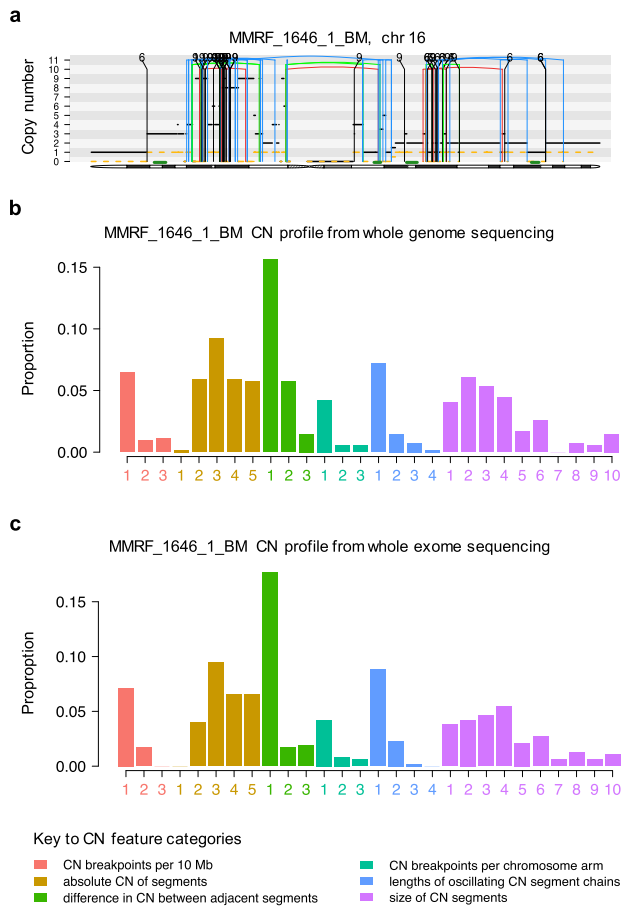 a
MMRF_1646_1_BM, chr 16
Copy number
11
10
9
8
7
6
5
4
3
2
1
0
6
9
9
6
6
b
MMRF_1646_1_BM CN profile from whole genome sequencing
Proportion
0.15
0.10
0.05
0.00
1 2 3 1 2 3 4 5 1 2 3 1 2 3 1 2 3 4 1 2 3 4 5 6 7 8 9 10
c
MMRF_1646_1_BM CN profile from whole exome sequencing
Proproption
0.15
0.10
0.05
0.00
1 2 3 1 2 3 4 5 1 2 3 1 2 3 1 2 3 4 1 2 3 4 5 6 7 8 9 10
Key to CN feature categories
CN breakpoints per 10 Mb
absolute CN of segments
difference in CN between adjacent segments
CN breakpoints per chromosome arm
lengths of oscillating CN segment chains
size of CN segments